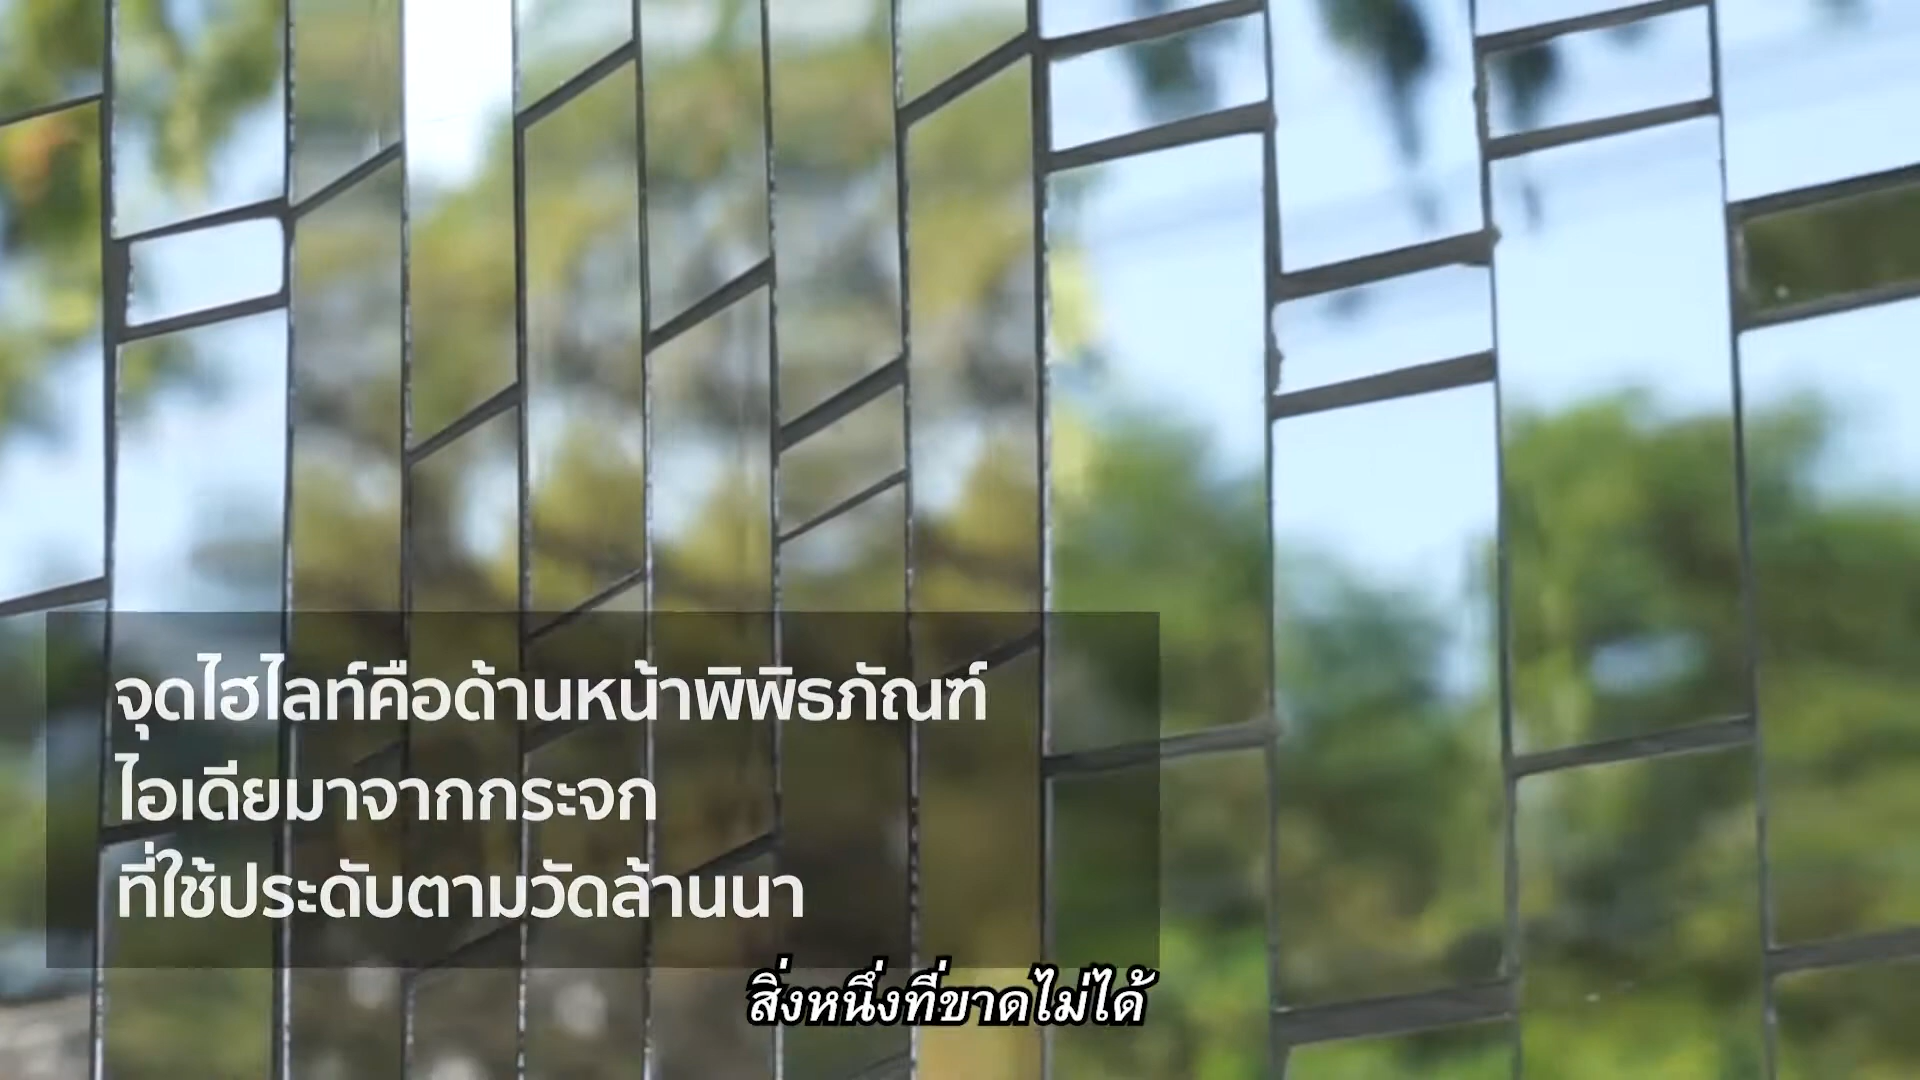 จุดไฮไลท์คือด้านหน้าพิพิธภัณฑ์
ไอเดียมาจากกระจก
ที่ใช้ประดับตามวัดล้านนา
สิ่งหนึ่งที่ขาดไม่ได้